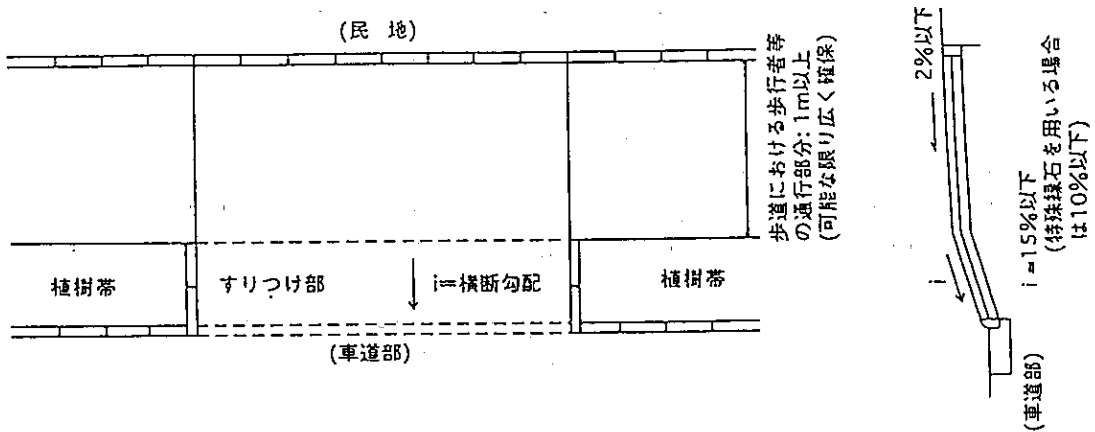 (民 地)
植樹帯
すりつけ部
i=横断勾配
植樹帯
(車道部)
歩道における歩行者等
の通行部分:1m以上
(可能な限り広く確保)
2%以下
i
i=15%以下
(特殊縁石を用いる場合
は10%以下)
(車道部)